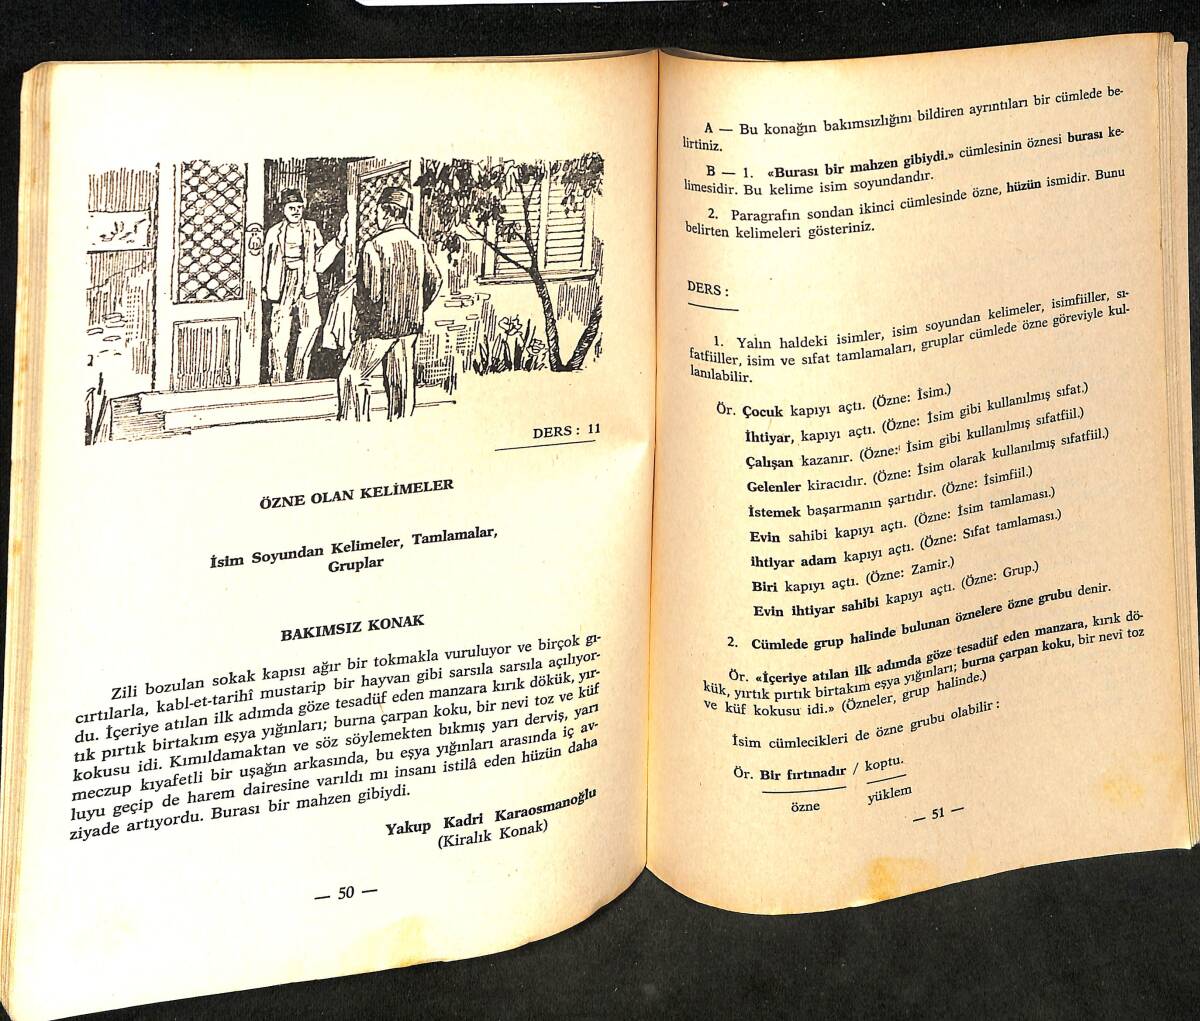 DERS : 11
ÖZNE OLAN KELİMELER
İsim Soyundan Kelimeler, Tamlamalar,
Gruplar
BAKIMSIZ KONAK
Zili bozulan sokak kapısı ağır bir tokmakla vuruluyor ve birçok gı-
cırtılarla, kabl-et-tarihî mustarip bir hayvan gibi sarsıla sarsıla açılıyor-
du. İçeriye atılan ilk adımda göze tesadüf eden manzara kırık dökük, yır-
tık pırtık birtakım eşya yığınları; burna çarpan koku, bir nevi toz ve küf
kokusu idi. Kımıldamaktan ve söz söylemekten bıkmış yarı derviş, yarı
meczup kıyafetli bir uşağın arkasında, bu eşya yığınları arasında iç av-
luyu geçip de harem dairesine varıldı mı insanı istilâ eden hüzün daha
ziyade artıyordu. Burası bir mahzen gibiydi.
Yakup Kadri Karaosmanoğlu
(Kiralık Konak)
— 50 —
A — Bu konağın bakımsızlığını bildiren ayrıntıları bir cümlede be-
lirtiniz.
B — 1. «Burası bir mahzen gibiydi.» cümlesinin öznesi burası ke-
limesidir. Bu kelime isim soyundandır.
2. Paragrafın sondan ikinci cümlesinde özne, hüzün ismidir. Bunu
belirten kelimeleri gösteriniz.
DERS :
1. Yalın haldeki isimler, isim soyundan kelimeler, isimfiiller, sı-
fatfiiller, isim ve sıfat tamlamaları, gruplar cümlede özne göreviyle kul-
lanılabilir.
Ör. Çocuk kapıyı açtı. (Özne: İsim.)
İhtiyar, kapıyı açtı. (Özne: İsim gibi kullanılmış sıfat.)
Çalışan kazanır. (Özne: İsim gibi kullanılmış sıfatfiil.)
Gelenler kiracıdır. (Özne: İsim olarak kullanılmış sıfatfiil.)
İstemek başarmanın şartıdır. (Özne: İsimfiil.)
Evin sahibi kapıyı açtı. (Özne: İsim tamlaması.)
İhtiyar adam kapıyı açtı. (Özne: Sıfat tamlaması.)
Biri kapıyı açtı. (Özne: Zamir.)
Evin ihtiyar sahibi kapıyı açtı. (Özne: Grup.)
2. Cümlede grup halinde bulunan öznelere özne grubu denir.
Ör. «İçeriye atılan ilk adımda göze tesadüf eden manzara, kırık dö-
kük, yırtık pırtık birtakım eşya yığınları; burna çarpan koku, bir nevi toz
ve küf kokusu idi.» (Özneler, grup halinde.)
İsim cümlecikleri de özne grubu olabilir :
Ör. Bir fırtınadır / koptu.
özne yüklem
— 51 —